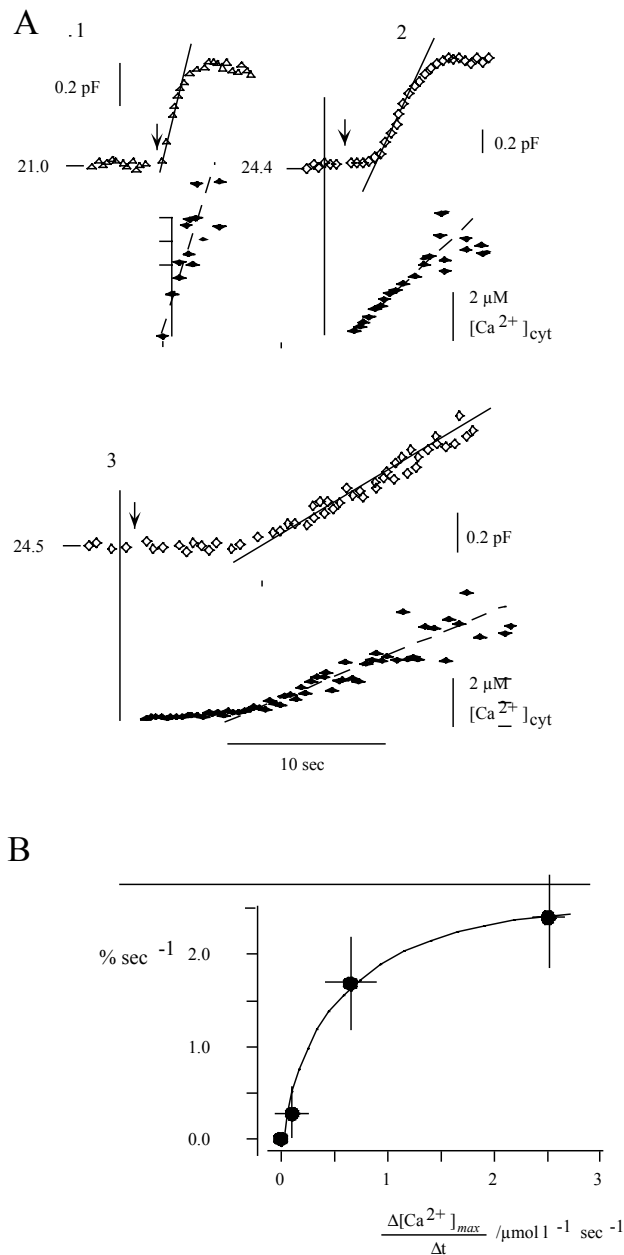 A
.1
2
0.2 pF
0.2 pF
21.0
24.4
2 µM
[Ca 2+ ]cyt
3
24.5
0.2 pF
2 µM
[Ca 2+ ]cyt
10 sec
B
% sec -1
2.0
1.0
0.0
0 1 2 3
Δ[Ca 2+ ]max
Δt
/µmol l -1 sec -1